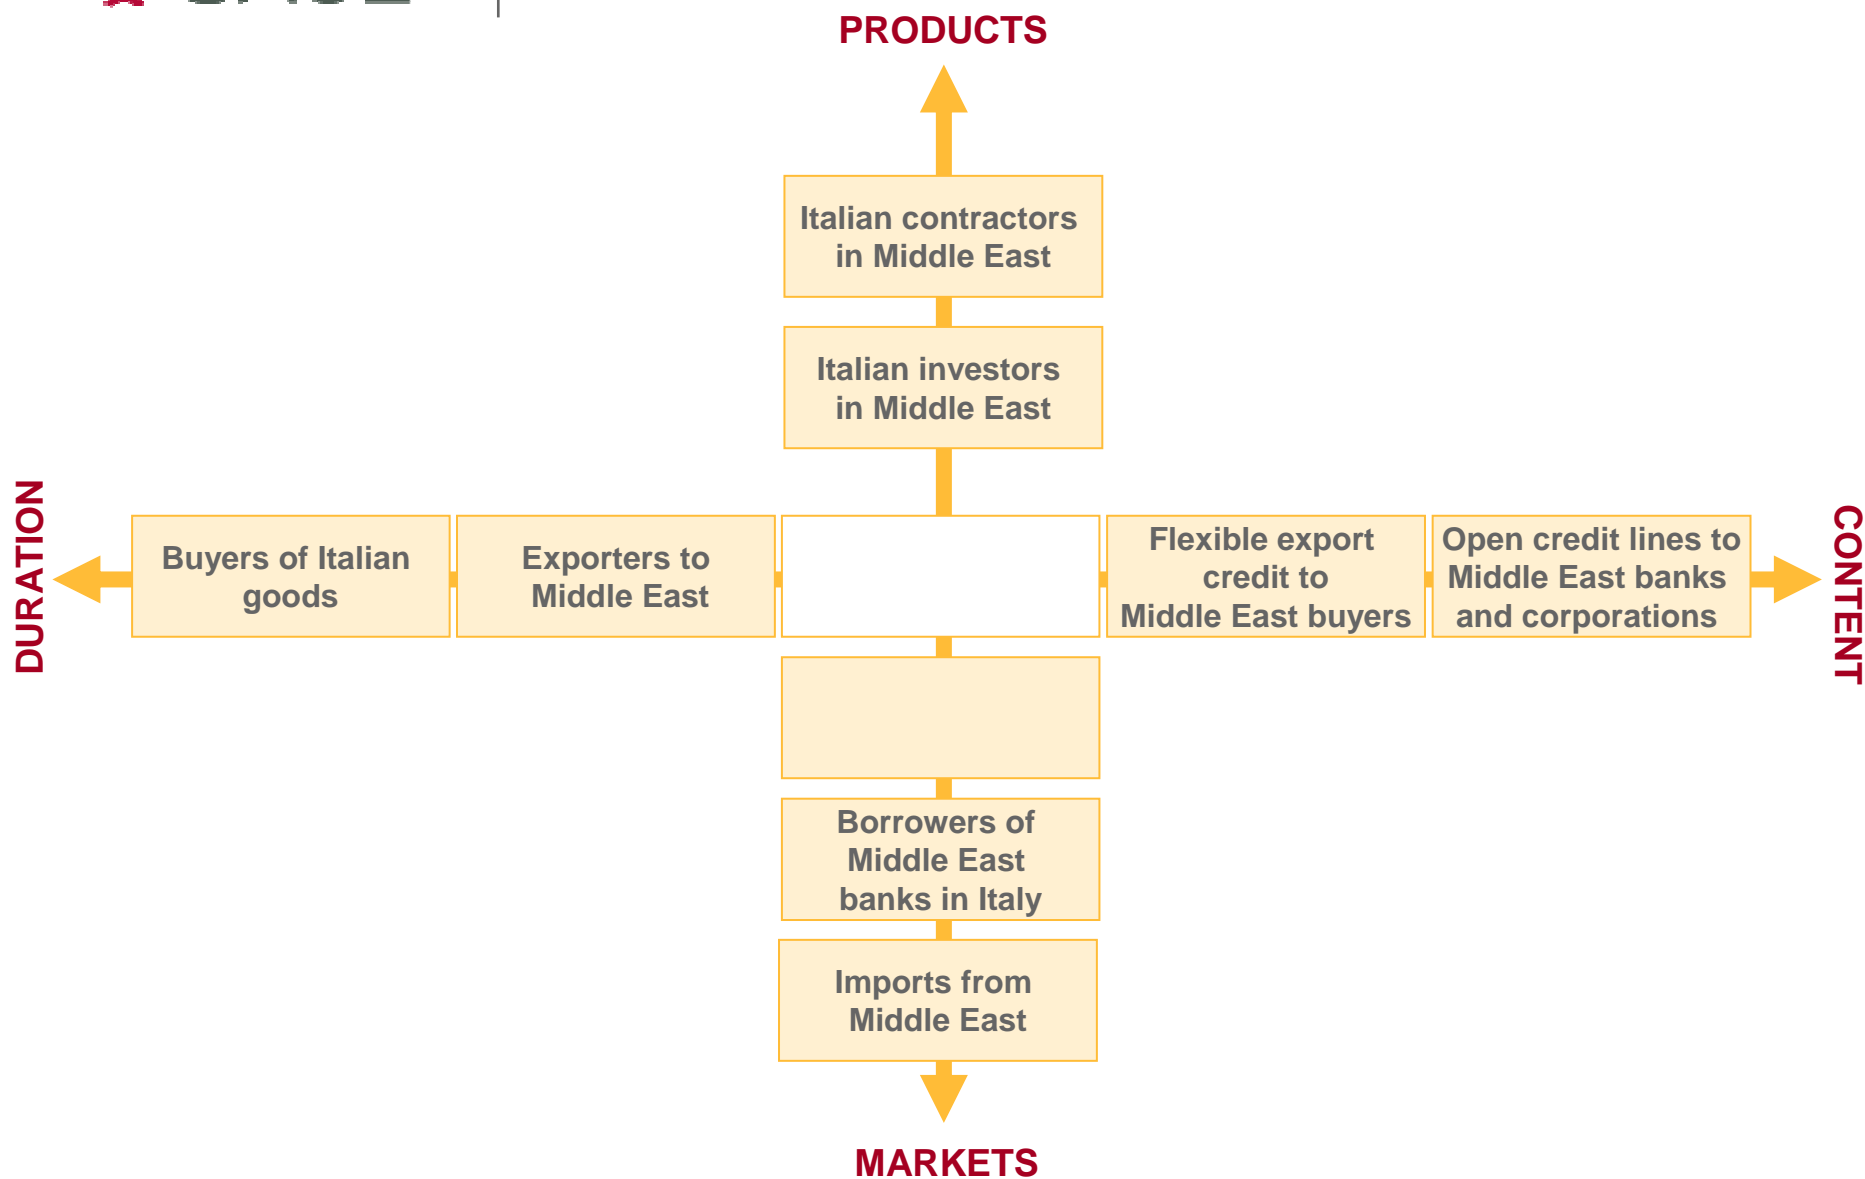 PRODUCTS
Italian contractors
in Middle East
Italian investors
in Middle East
DURATION
Buyers of Italian
goods
Exporters to
Middle East
Flexible export
credit to
Middle East buyers
Open credit lines to
Middle East banks
and corporations
CONTENT
Borrowers of
Middle East
banks in Italy
Imports from
Middle East
MARKETS